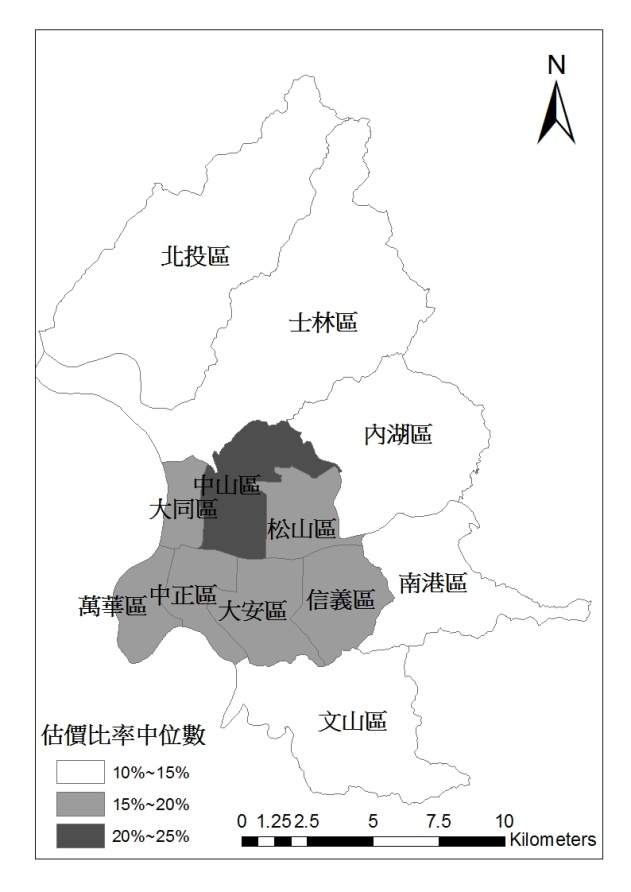 N
北投區
士林區
內湖區
中山區
大同區
松山區
南港區
萬華區
中正區
大安區
信義區
文山區
估價比率中位數
10%~15%
15%~20%
20%~25%
0 1.25 2.5 5 7.5 10
Kilometers